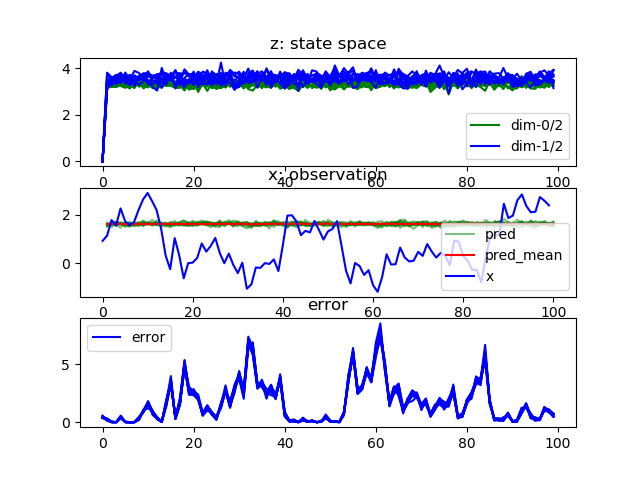 z: state space
4
2
0
dim-0/2
dim-1/2
0 20 40 60 80 100
x: observation
2
0
pred
pred_mean
x
0 20 40 60 80 100
error
5
0
error
0 20 40 60 80 100